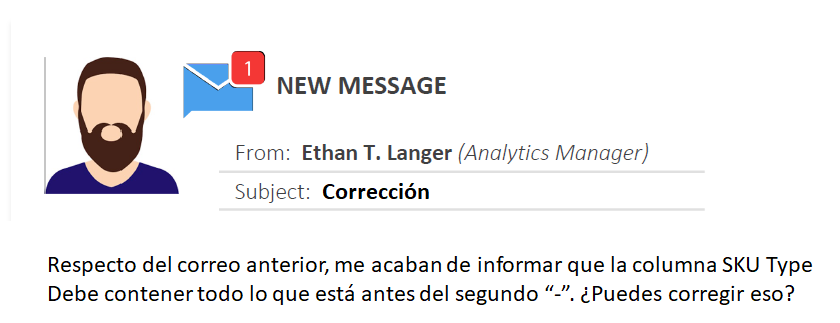 1
NEW MESSAGE
From: Ethan T. Langer (Analytics Manager)
Subject: Corrección
Respecto del correo anterior, me acaban de informar que la columna SKU Type
Debe contener todo lo que está antes del segundo “-”. ¿Puedes corregir eso?